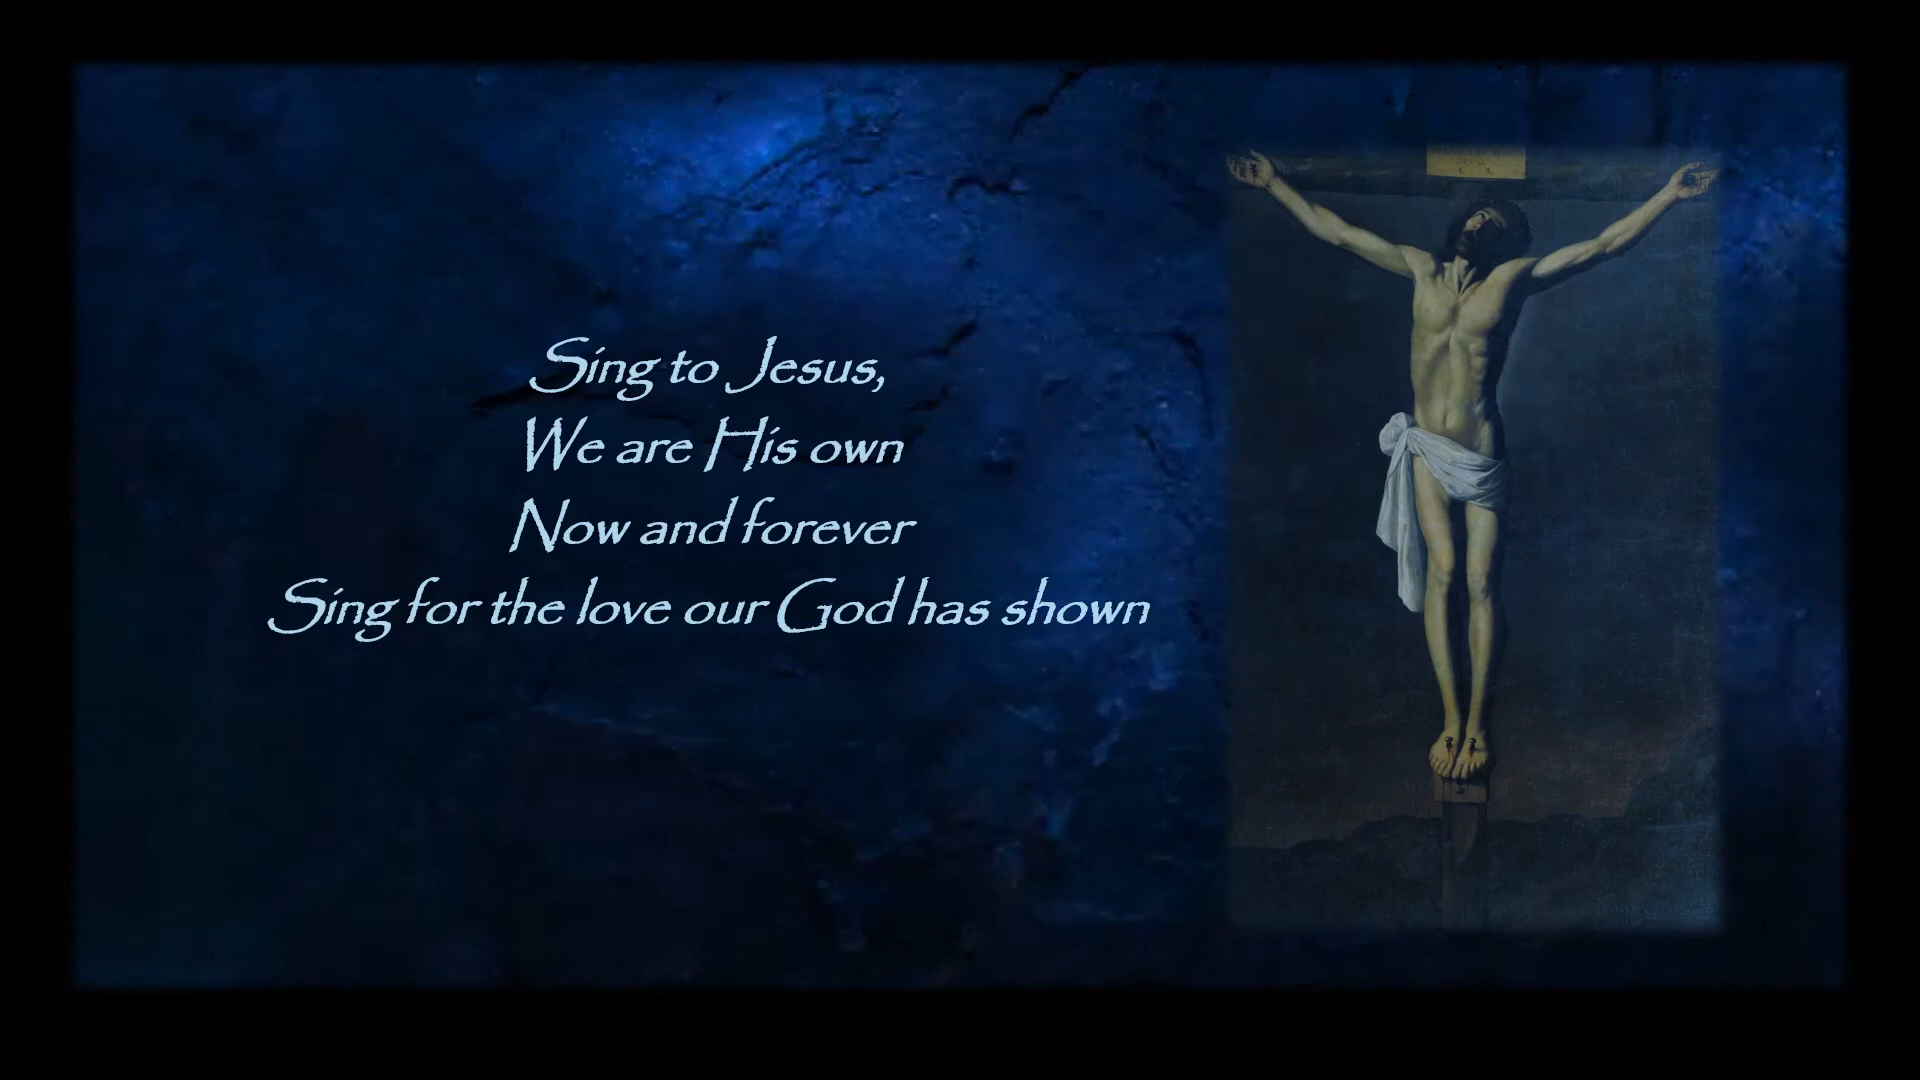 Sing to Jesus,
We are His own
Now and forever
Sing for the love our God has shown